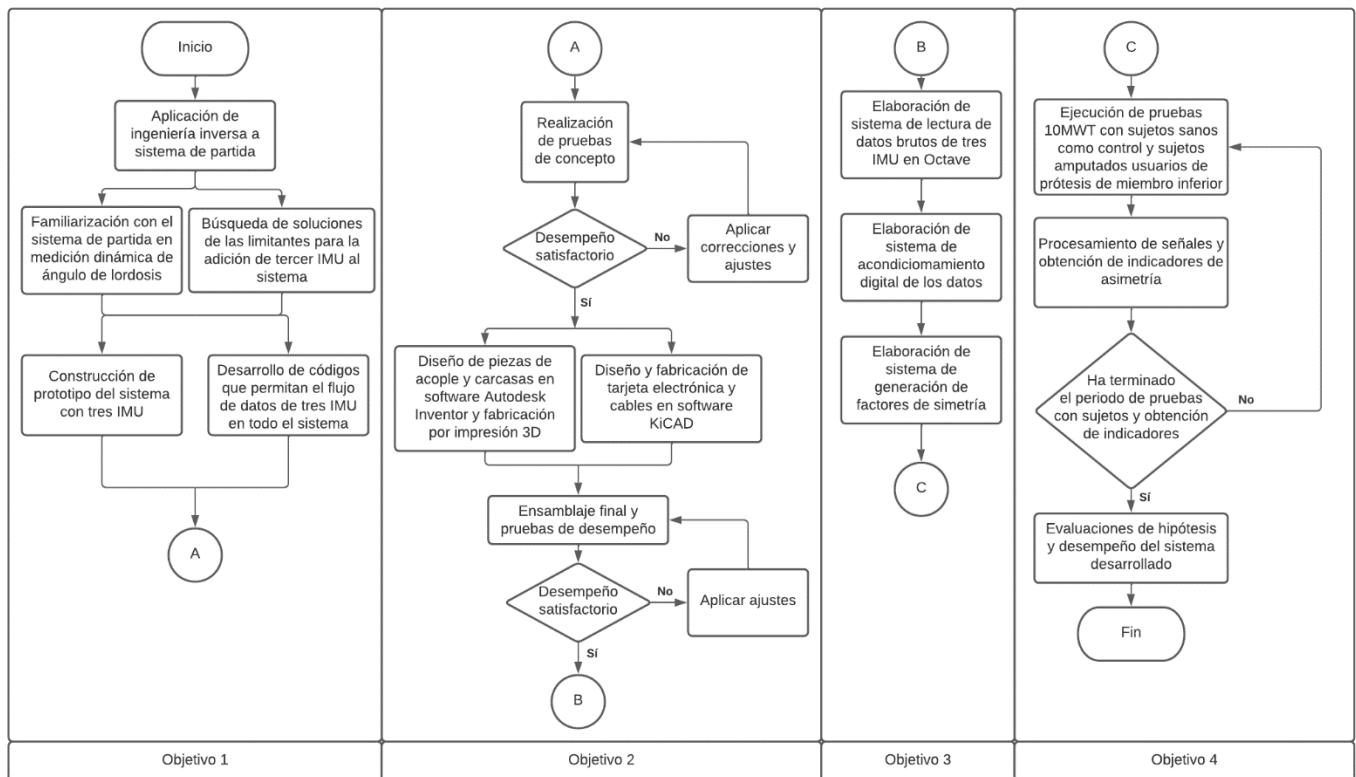 Inicio
Aplicación de
ingeniería inversa a
sistema de partida
Familiarización con el
sistema de partida en
medición dinámica de
ángulo de lordosis
Búsqueda de soluciones
de las limitantes para la
adición de tercer IMU al
sistema
Construcción de
prototipo del sistema
con tres IMU
Desarrollo de códigos
que permitan el flujo
de datos de tres IMU
en todo el sistema
A
Objetivo 1
A
Realización
de pruebas
de concepto
Desempeño
satisfactorio
No
Aplicar
correcciones y
ajustes
Sí
Diseño de piezas de
acople y carcasas en
software Autodesk
Inventor y fabricación
por impresión 3D
Diseño y fabricación de
tarjeta electrónica y
cables en software
KiCAD
Ensamblaje final y
pruebas de desempeño
Desempeño
satisfactorio
No
Aplicar ajustes
Sí
B
Objetivo 2
B
Elaboración de
sistema de lectura de
datos brutos de tres
IMU en Octave
Elaboración de
sistema de
acondiciomamiento
digital de los datos
Elaboración de
sistema de
generación de
factores de simetría
C
Objetivo 3
C
Ejecución de pruebas
10MWT con sujetos sanos
como control y sujetos
amputados usuarios de
prótesis de miembro inferior
Procesamiento de señales y
obtención de indicadores de
asimetría
Ha terminado
el periodo de pruebas
con sujetos y obtención
de indicadores
No
Sí
Evaluaciones de hipótesis
y desempeño del sistema
desarrollado
Fin
Objetivo 4